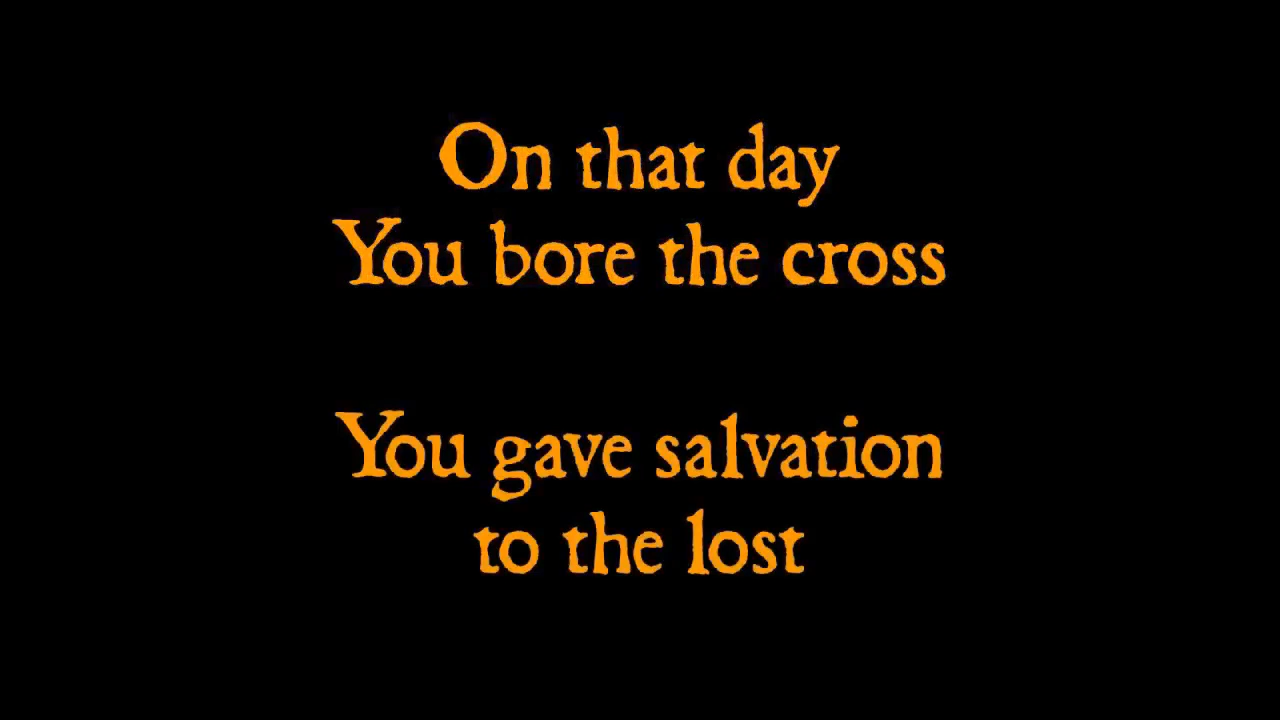 On that day
You bore the cross
You gave salvation
to the lost